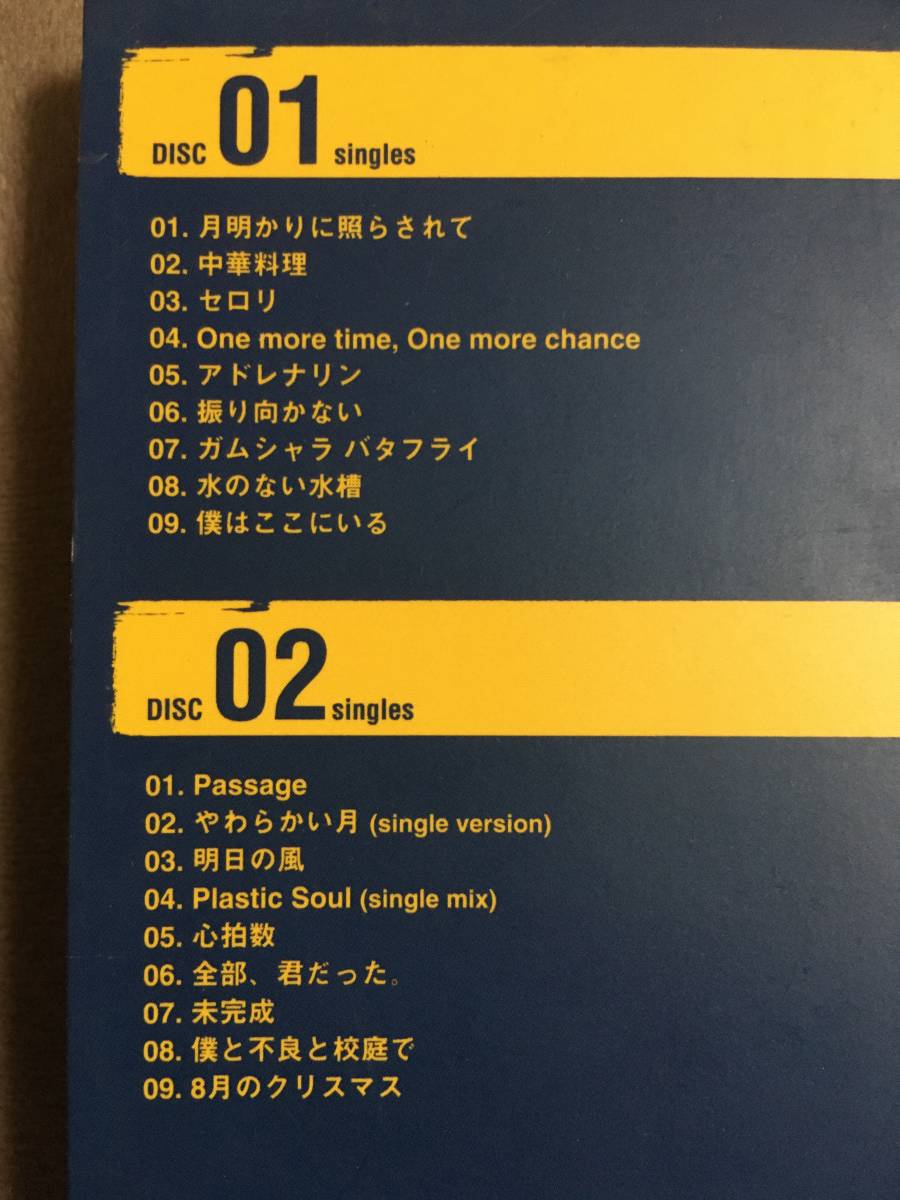 DISC 01 singles
01. 月明かりに照らされて
02. 中華料理
03. セロリ
04. One more time, One more chance
05. アドレナリン
06. 振り向かない
07. ガムシャラ バタフライ
08. 水のない水槽
09. 僕はここにいる
DISC 02 singles
01. Passage
02. やわらかい月 (single version)
03. 明日の風
04. Plastic Soul (single mix)
05. 心拍数
06. 全部、君だった。
07. 未完成
08. 僕と不良と校庭で
09. 8月のクリスマス